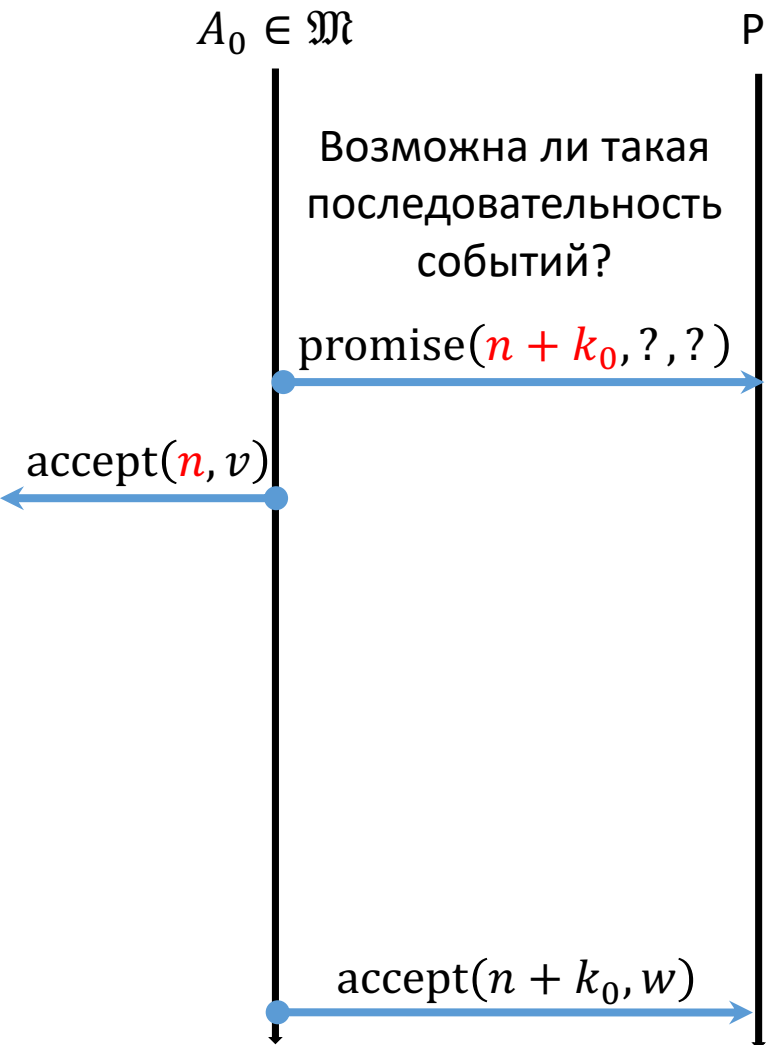 𝐴₀ ∈ 𝔐
P
Возможна ли такая
последовательность
событий?
promise(𝑛 + 𝑘₀, ? , ? )
accept(𝑛, 𝑣)
accept(𝑛 + 𝑘₀, 𝑤)